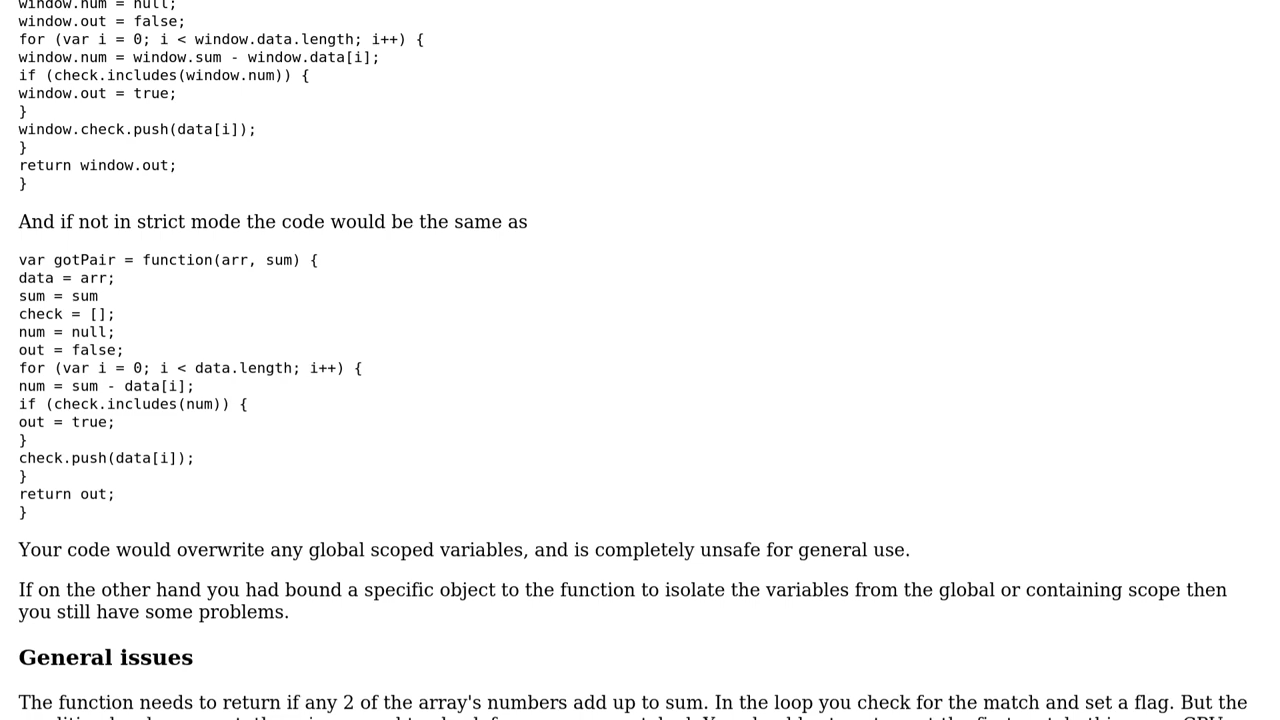 window.num = null;
window.out = false;
for (var i = 0; i < window.data.length; i++) {
window.num = window.sum - window.data[i];
if (check.includes(window.num)) {
window.out = true;
}
window.check.push(data[i]);
}
return window.out;
}
And if not in strict mode the code would be the same as
var gotPair = function(arr, sum) {
data = arr;
sum = sum
check = [];
num = null;
out = false;
for (var i = 0; i < data.length; i++) {
num = sum - data[i];
if (check.includes(num)) {
out = true;
}
check.push(data[i]);
}
return out;
}
Your code would overwrite any global scoped variables, and is completely unsafe for general use.
If on the other hand you had bound a specific object to the function to isolate the variables from the global or containing scope then
you still have some problems.
General issues
The function needs to return if any 2 of the array's numbers add up to sum. In the loop you check for the match and set a flag. But the